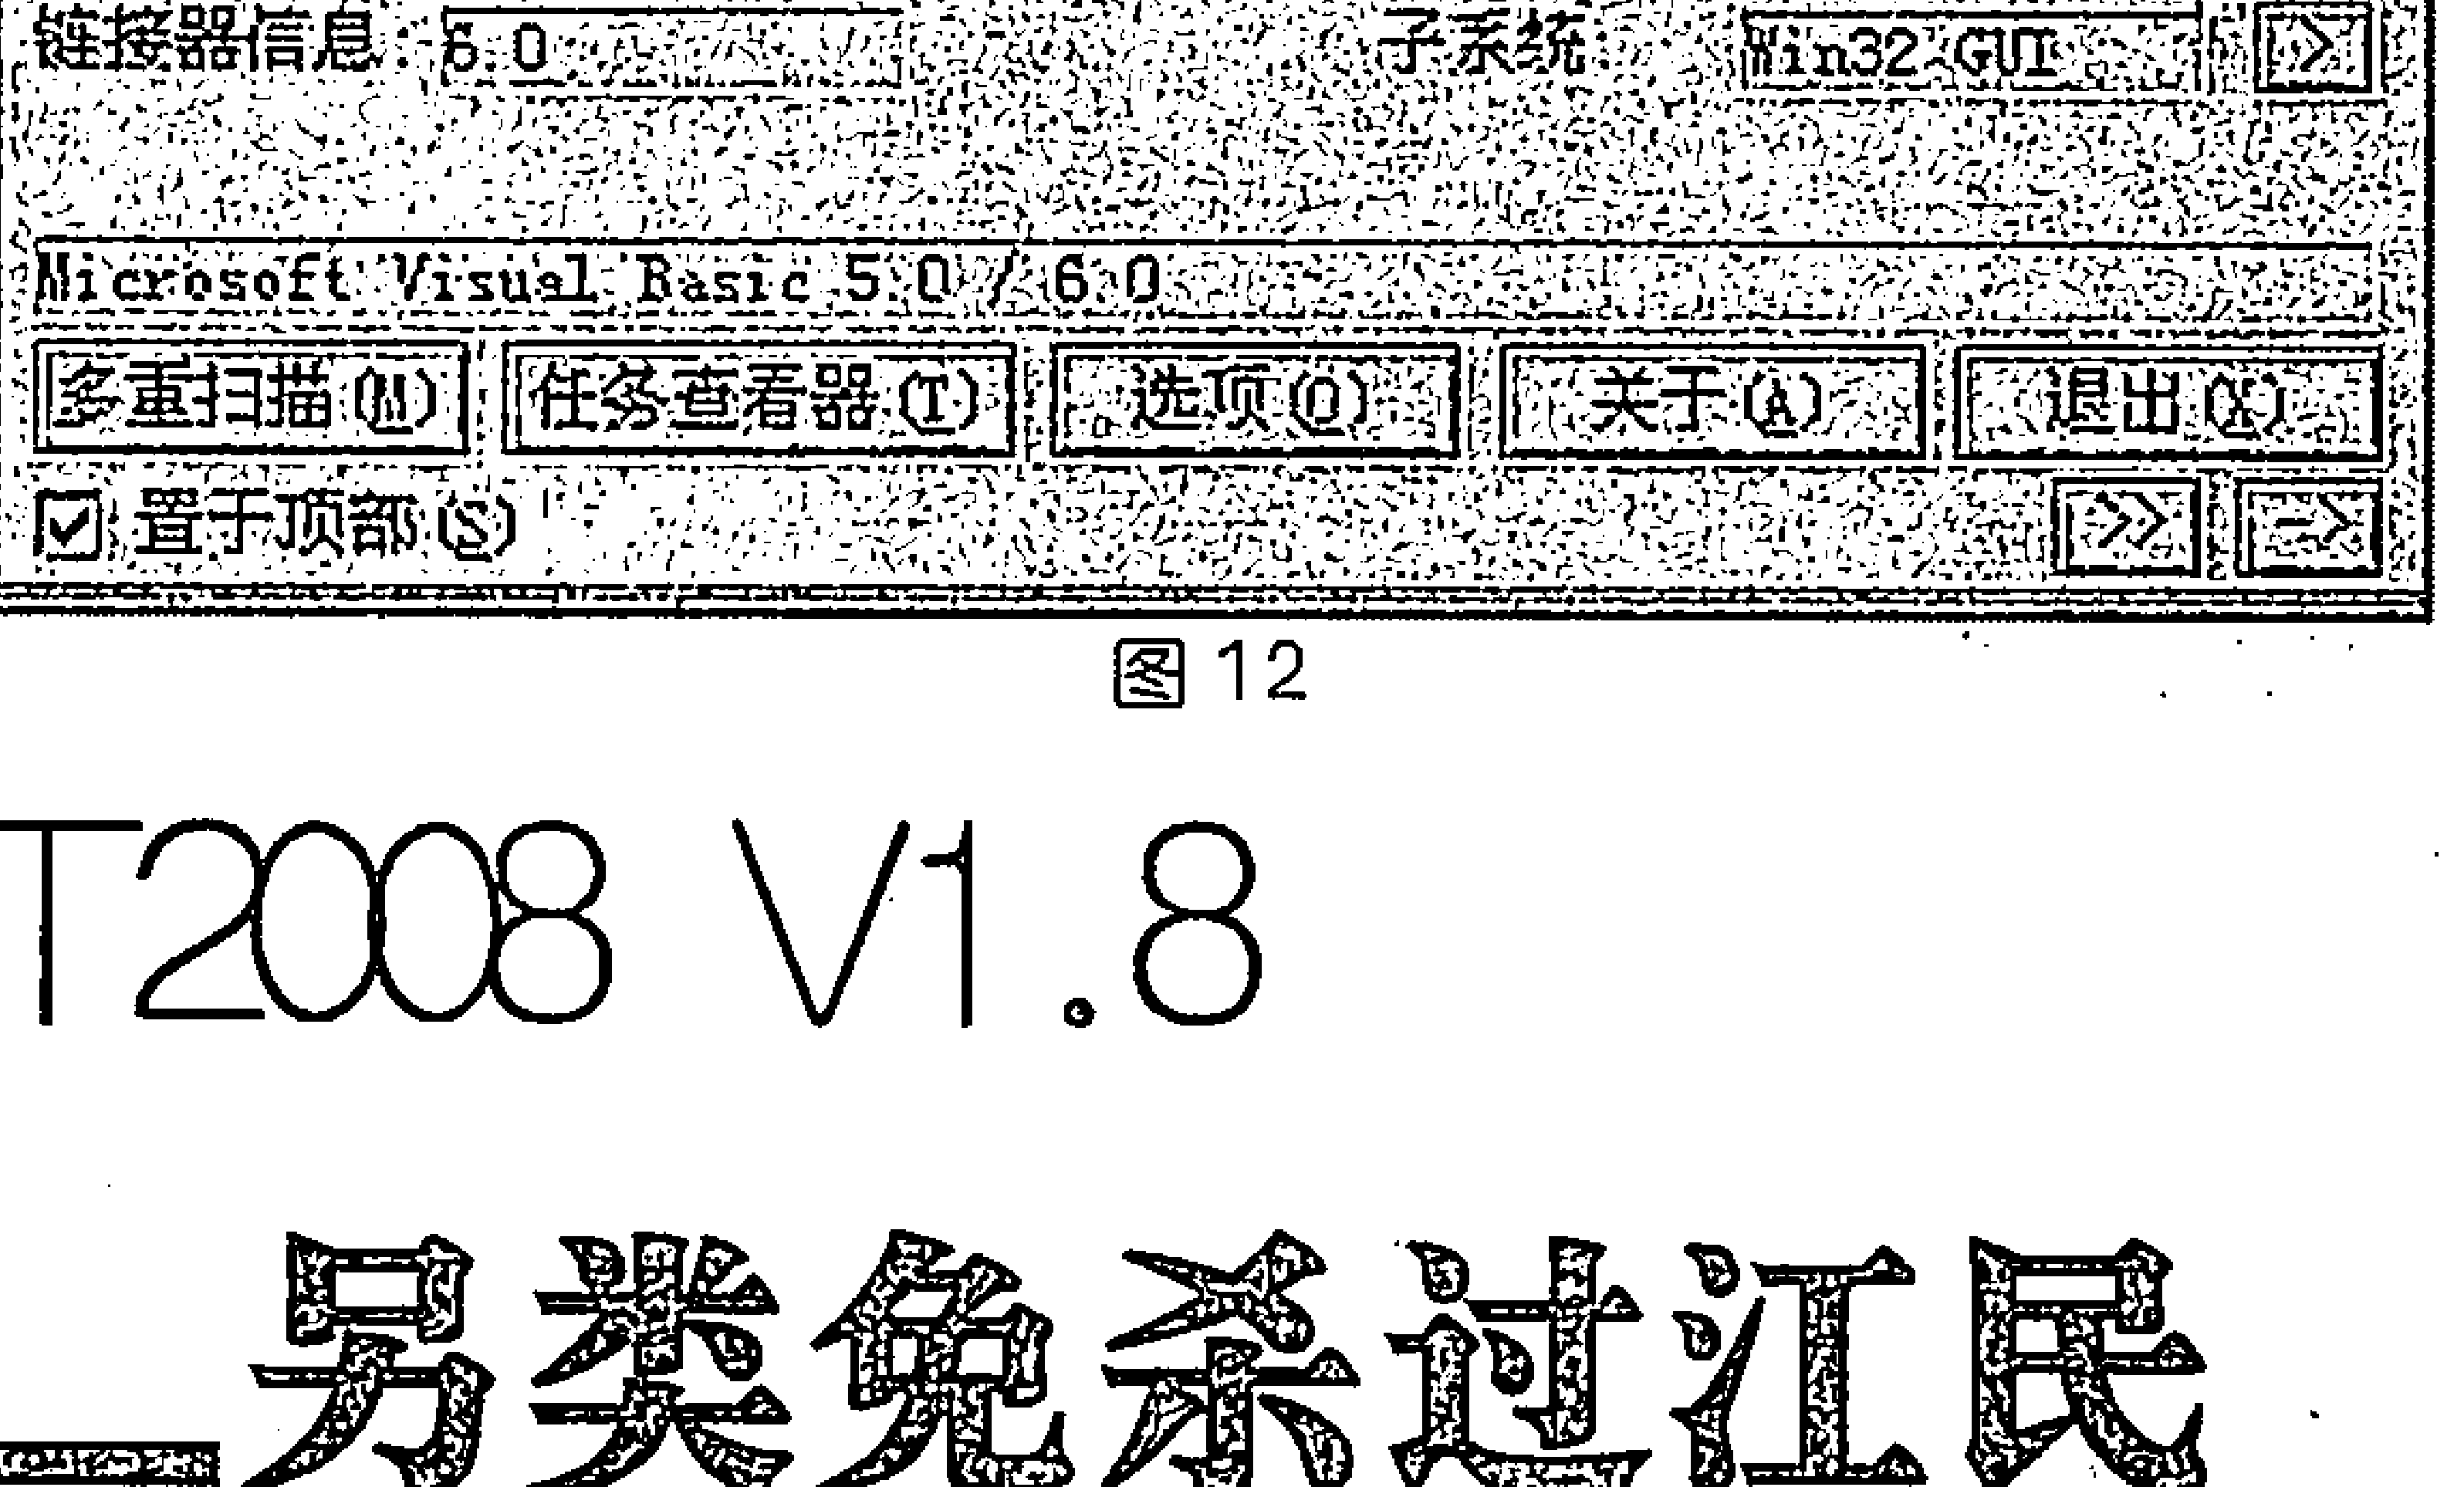 链接器信息: 6.0 子系统: Win32 GUI >
Microsoft Visual Basic 5.0 / 6.0
多重扫描(M) 任务查看器(T) 选项(O) 关于(A) 退出(X)
置于顶部(S) >> ->
图 12
T2008 V1.8
另类免杀过江民